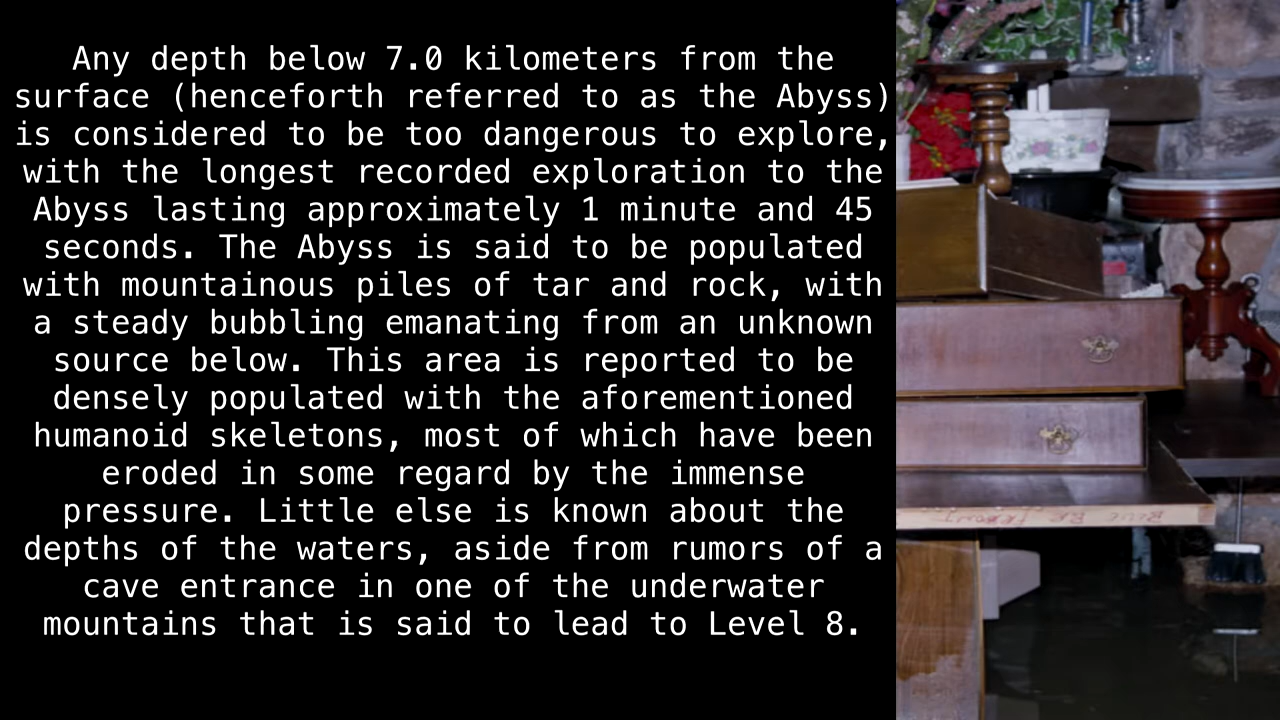 Any depth below 7.0 kilometers from the
surface (henceforth referred to as the Abyss)
is considered to be too dangerous to explore,
with the longest recorded exploration to the
Abyss lasting approximately 1 minute and 45
seconds. The Abyss is said to be populated
with mountainous piles of tar and rock, with
a steady bubbling emanating from an unknown
source below. This area is reported to be
densely populated with the aforementioned
humanoid skeletons, most of which have been
eroded in some regard by the immense
pressure. Little else is known about the
depths of the waters, aside from rumors of a
cave entrance in one of the underwater
mountains that is said to lead to Level 8.